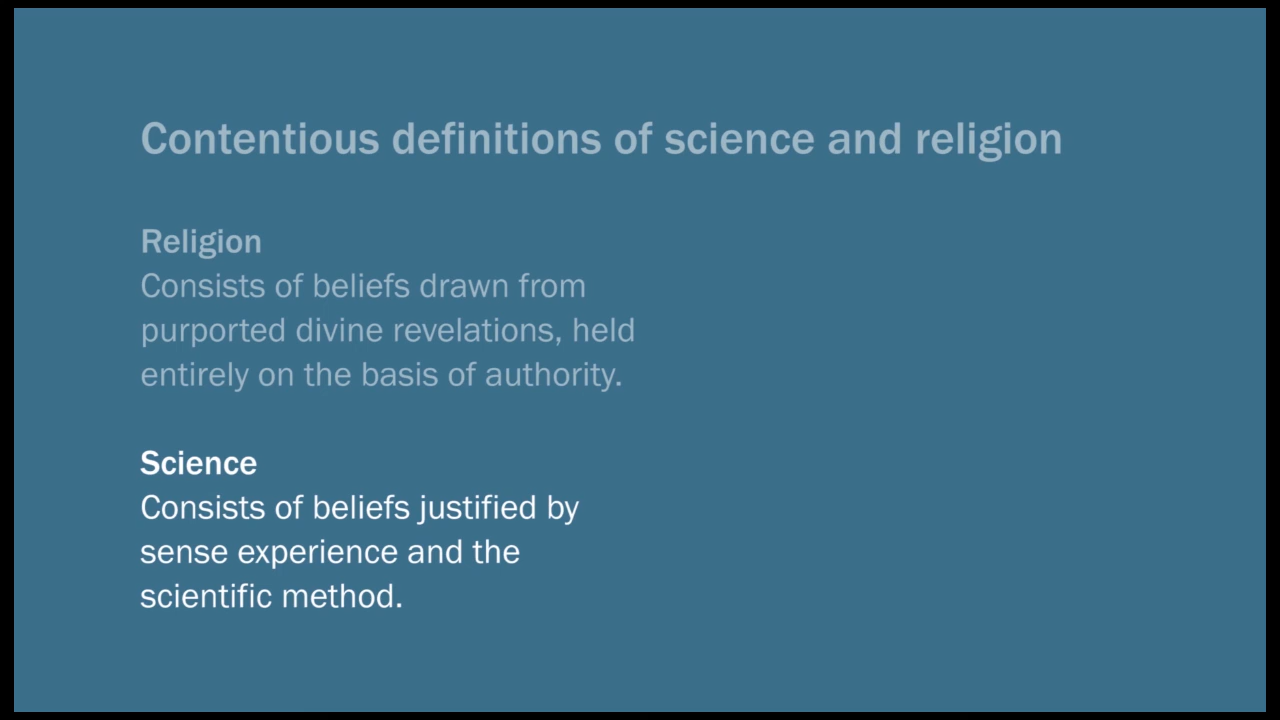 Contentious definitions of science and religion
Religion
Consists of beliefs drawn from
purported divine revelations, held
entirely on the basis of authority.
Science
Consists of beliefs justified by
sense experience and the
scientific method.